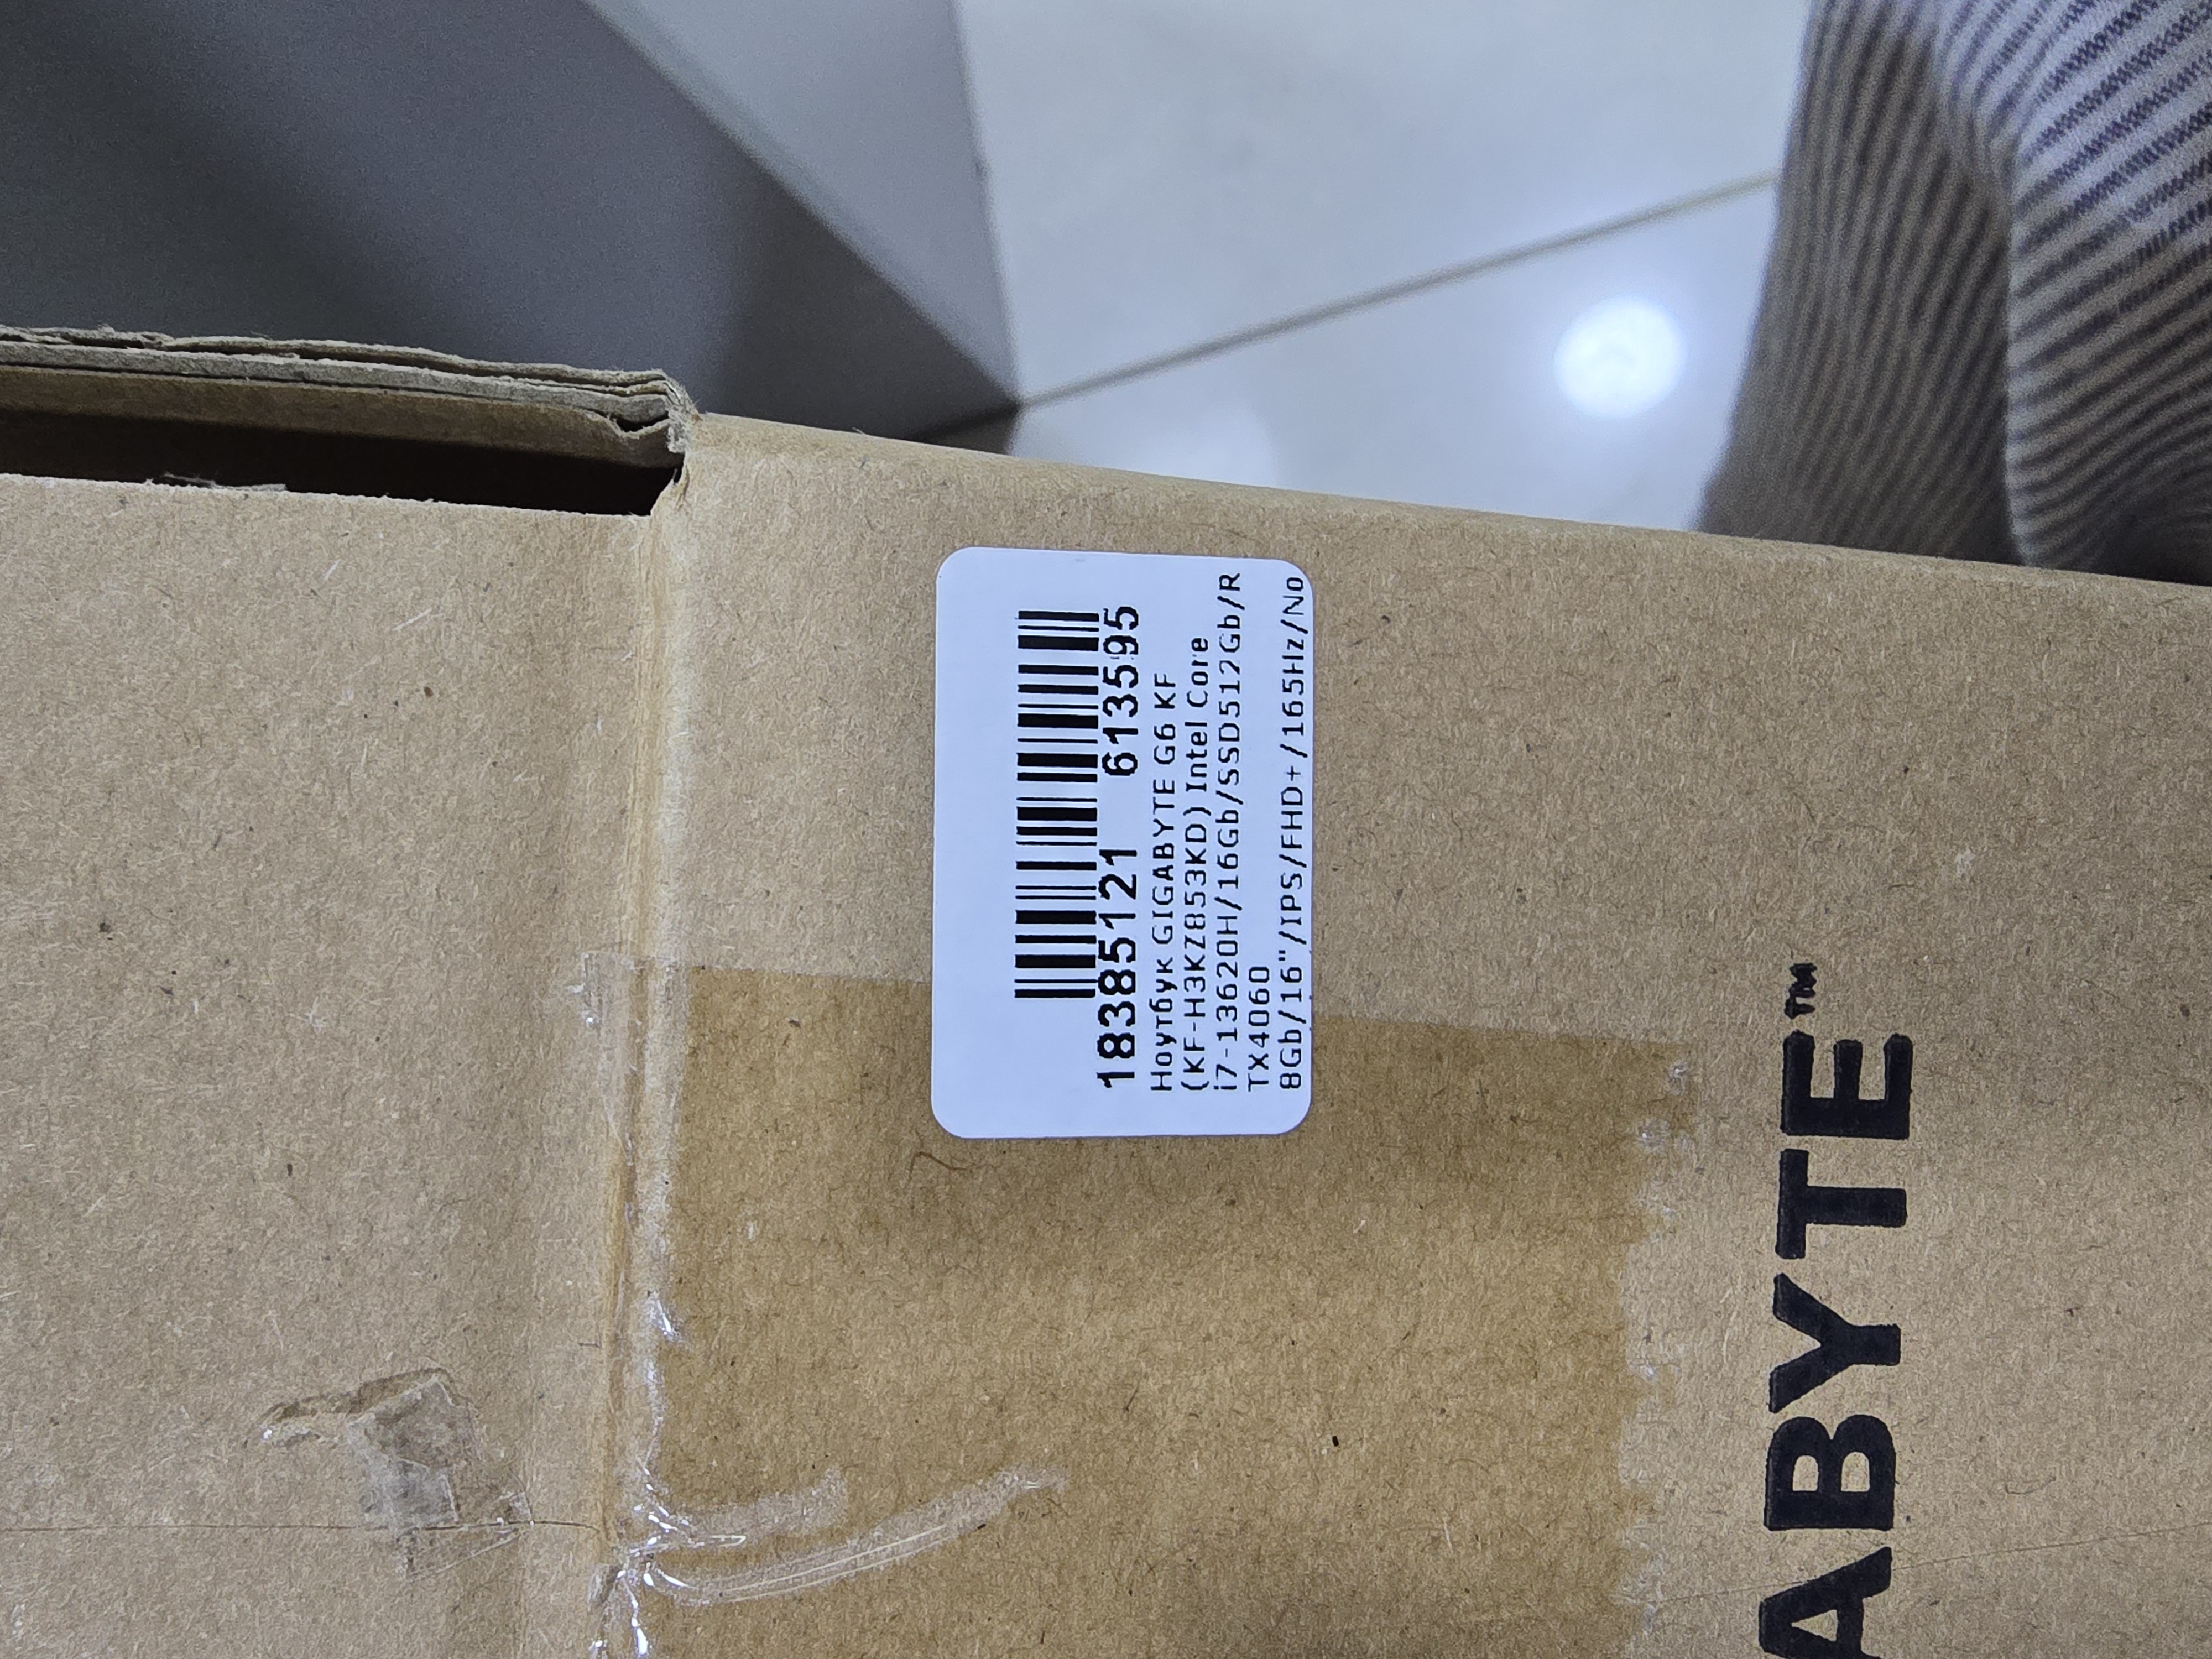 18385121 613595
Ноутбук GIGABYTE G6 KF
(KF-H3KZ853KD) Intel Core
i7-13620H/16Gb/SSD512Gb/R
TX4060
8Gb/16"/IPS/FHD+/165Hz/No
ABYTE™